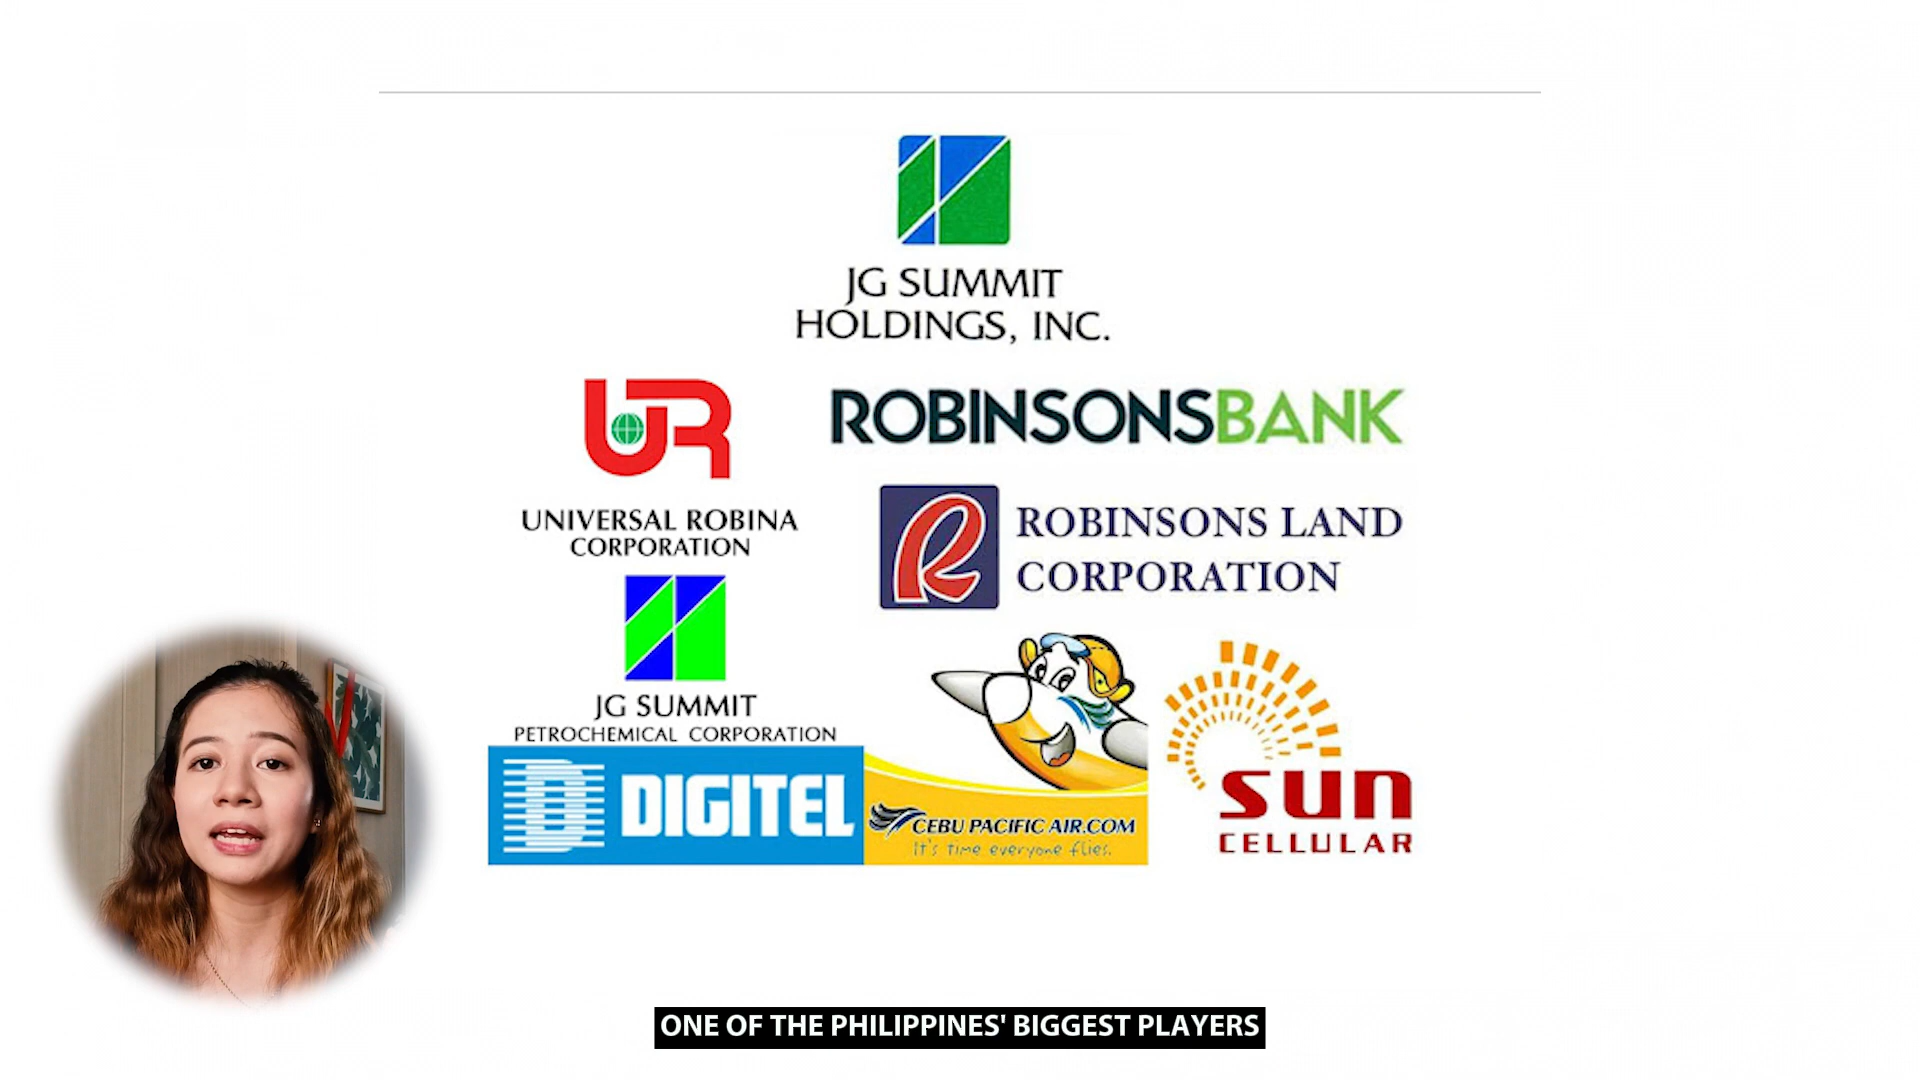 JG SUMMIT
HOLDINGS, INC.
UR
ROBINSONSBANK
UNIVERSAL ROBINA
CORPORATION
R
ROBINSONS LAND
CORPORATION
JG SUMMIT
PETROCHEMICAL CORPORATION
DIGITEL
CEBU PACIFIC AIR.COM
It's time everyone flies.
SUN
CELLULAR
ONE OF THE PHILIPPINES' BIGGEST PLAYERS